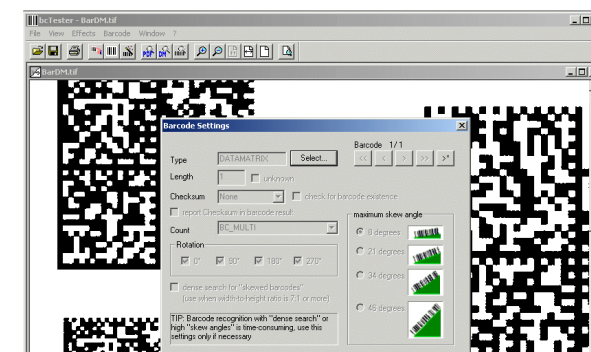 bcTester - BarDM.tif
File View Effects Barcode Window ?
BarDM.tif
Barcode Settings
Barcode 1/1
Type DATAMATRIX Select... << < > >> >*
Length 1 unknown
Checksum None check for barcode existence
report Checksum in barcode result
maximum skew angle
Count BC_MULTI
8 degrees
Rotation
0° 90° 180° 270°
21 degrees
34 degrees
dense search for "skewed barcodes"
(use when width-to-height ratio is 7:1 or more)
46 degrees
TIP: Barcode recognition with "dense search" or
high "skew angles" is time-consuming, use this
settings only if necessary